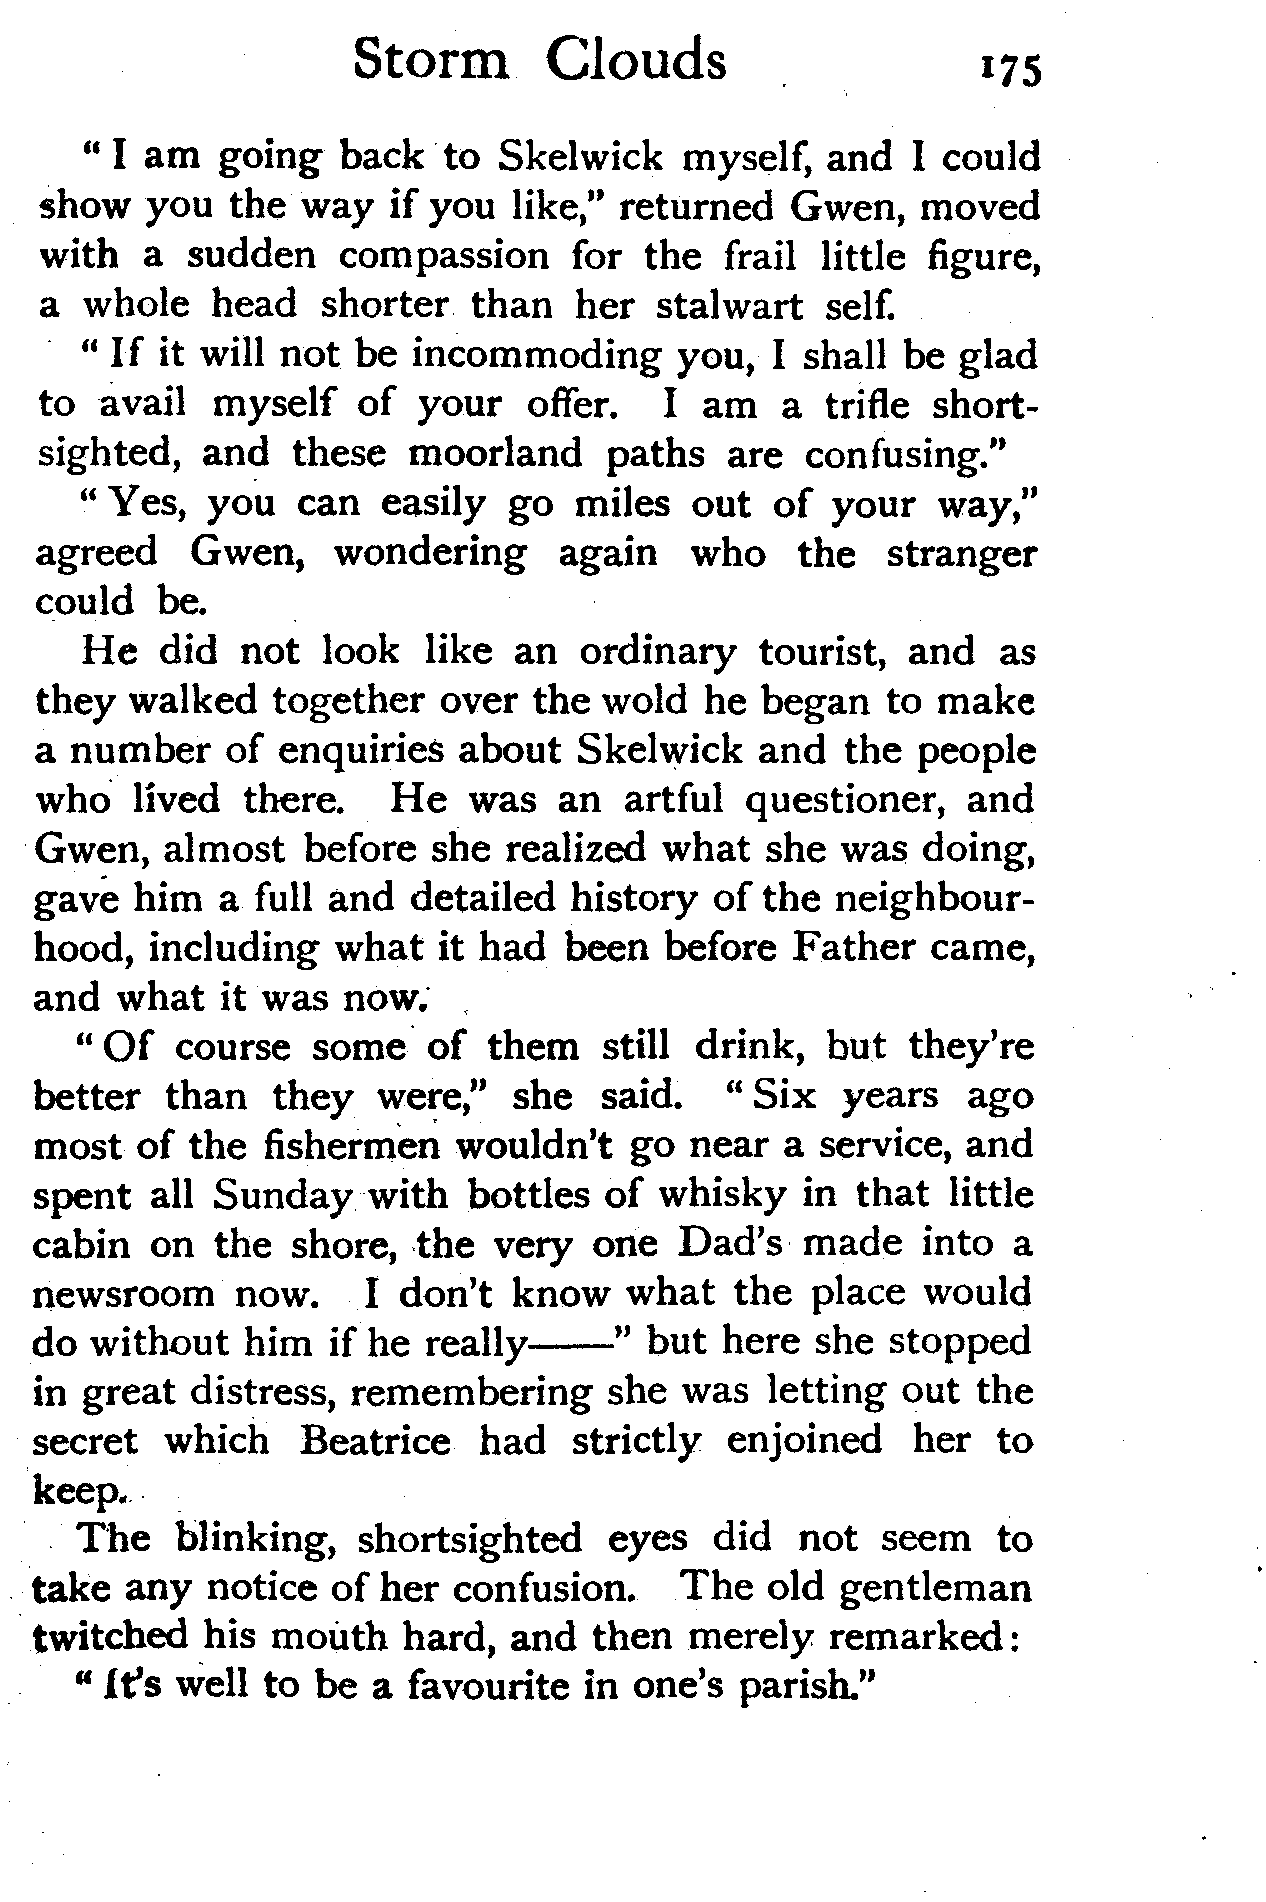 Storm Clouds 175
“ I am going back to Skelwick myself, and I could
show you the way if you like,” returned Gwen, moved
with a sudden compassion for the frail little figure,
a whole head shorter than her stalwart self.
“ If it will not be incommoding you, I shall be glad
to avail myself of your offer. I am a trifle short-
sighted, and these moorland paths are confusing.”
“ Yes, you can easily go miles out of your way,”
agreed Gwen, wondering again who the stranger
could be.
He did not look like an ordinary tourist, and as
they walked together over the wold he began to make
a number of enquiries about Skelwick and the people
who lived there. He was an artful questioner, and
Gwen, almost before she realized what she was doing,
gave him a full and detailed history of the neighbour-
hood, including what it had been before Father came,
and what it was now.
“ Of course some of them still drink, but they’re
better than they were,” she said. “ Six years ago
most of the fishermen wouldn’t go near a service, and
spent all Sunday with bottles of whisky in that little
cabin on the shore, the very one Dad’s made into a
newsroom now. I don’t know what the place would
do without him if he really——” but here she stopped
in great distress, remembering she was letting out the
secret which Beatrice had strictly enjoined her to
keep.
The blinking, shortsighted eyes did not seem to
take any notice of her confusion. The old gentleman
twitched his mouth hard, and then merely remarked:
“ It’s well to be a favourite in one’s parish.”